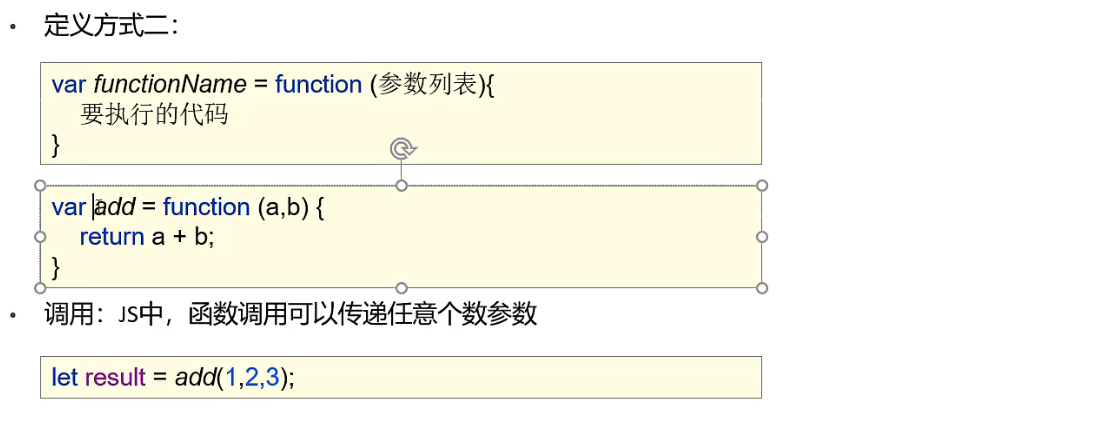 • 定义方式二：
var functionName = function (参数列表){
要执行的代码
}
var add = function (a,b) {
return a + b;
}
• 调用：JS中，函数调用可以传递任意个数参数
let result = add(1,2,3);